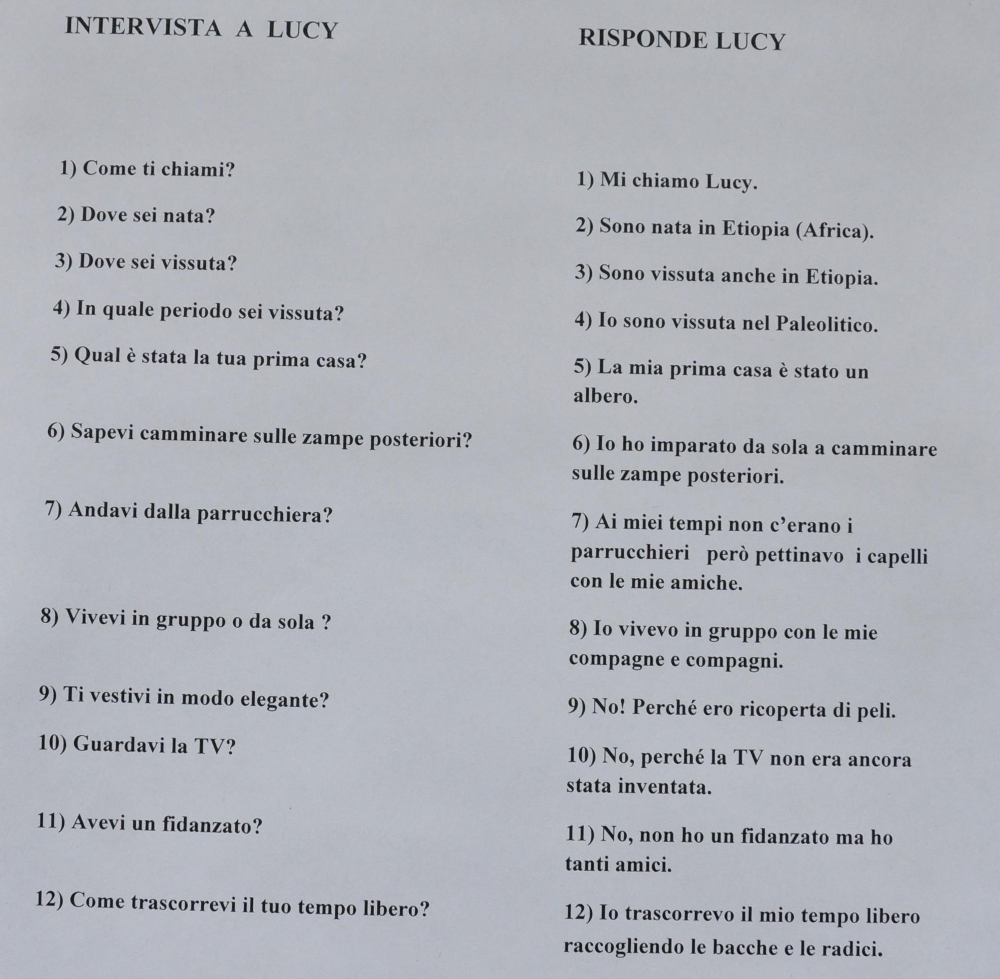 INTERVISTA A LUCY
1) Come ti chiami?
2) Dove sei nata?
3) Dove sei vissuta?
4) In quale periodo sei vissuta?
5) Qual è stata la tua prima casa?
6) Sapevi camminare sulle zampe posteriori?
7) Andavi dalla parrucchiera?
8) Vivevi in gruppo o da sola ?
9) Ti vestivi in modo elegante?
10) Guardavi la TV?
11) Avevi un fidanzato?
12) Come trascorrevi il tuo tempo libero?
RISPONDE LUCY
1) Mi chiamo Lucy.
2) Sono nata in Etiopia (Africa).
3) Sono vissuta anche in Etiopia.
4) Io sono vissuta nel Paleolitico.
5) La mia prima casa è stato un
albero.
6) Io ho imparato da sola a camminare
sulle zampe posteriori.
7) Ai miei tempi non c’erano i
parrucchieri però pettinavo i capelli
con le mie amiche.
8) Io vivevo in gruppo con le mie
compagne e compagni.
9) No! Perché ero ricoperta di peli.
10) No, perché la TV non era ancora
stata inventata.
11) No, non ho un fidanzato ma ho
tanti amici.
12) Io trascorrevo il mio tempo libero
raccogliendo le bacche e le radici.